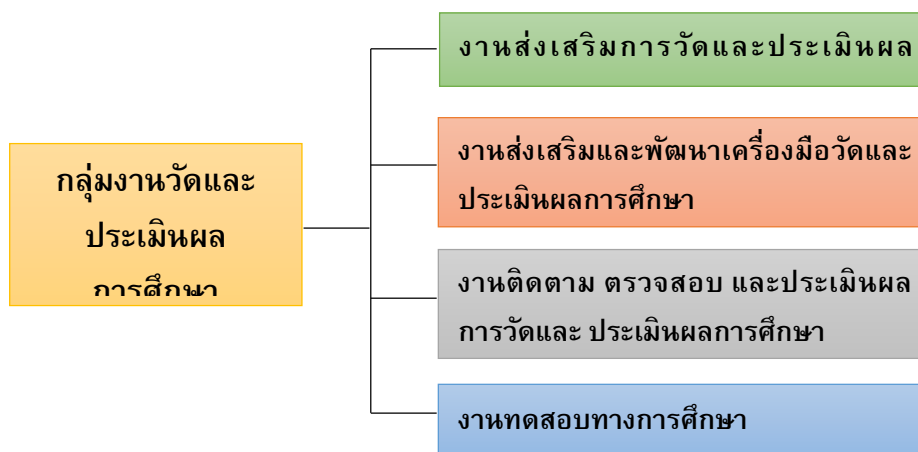 งานส่งเสริมการวัดและประเมินผล
งานส่งเสริมและพัฒนาเครื่องมือวัดและ
ประเมินผลการศึกษา
กลุ่มงานวัดและ
ประเมินผล
การศึกษา
งานติดตาม ตรวจสอบ และประเมินผล
การวัดและ ประเมินผลการศึกษา
งานทดสอบทางการศึกษา